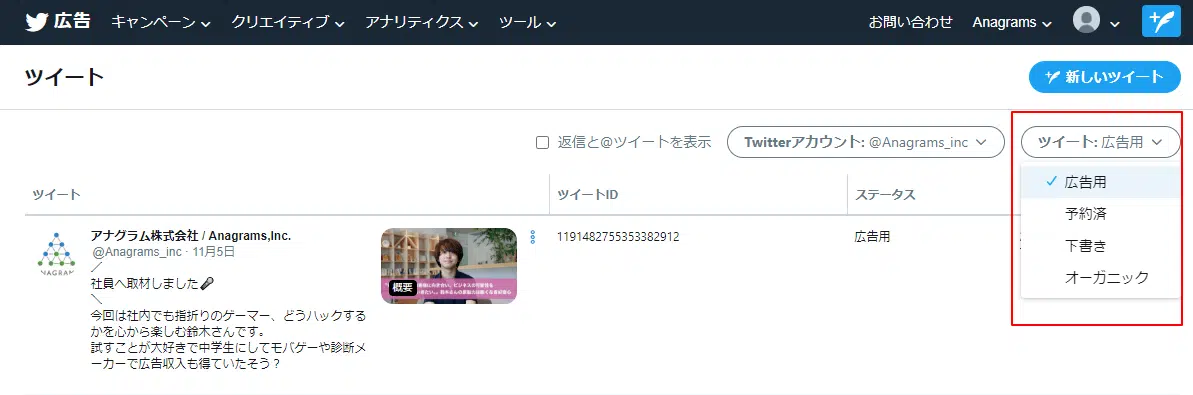 広告 キャンペーン クリエイティブ アナリティクス ツール お問い合わせ Anagrams
ツイート 新しいツイート
返信と@ツイートを表示 Twitterアカウント: @Anagrams_inc ツイート: 広告用
広告用
予約済
下書き
オーガニック
ツイート ツイートID ステータス
アナグラム株式会社 / Anagrams,Inc. 1191482755353382912 広告用
@Anagrams_inc · 11月5日
／
社員へ取材しました🎤
＼
今回は社内でも指折りのゲーマー、どうハックする
かを心から楽しむ鈴木さんです。
試すことが大好きで中学生にしてモバゲーや診断メ
ーカーで広告収入も得ていたそう？
NAGRAM
概要